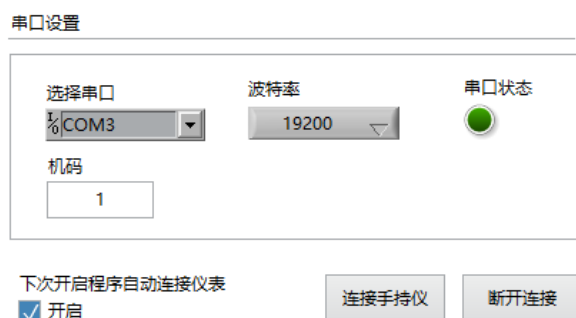 串口设置
选择串口
波特率
串口状态
I/O COM3
19200
机码
1
下次开启程序自动连接仪表
开启
连接手持仪
断开连接